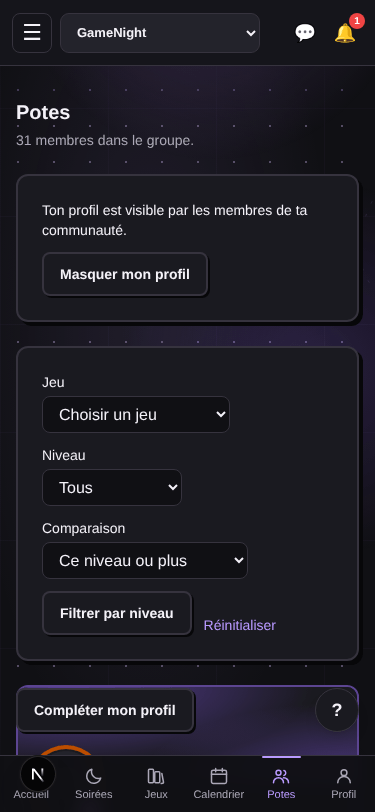 GameNight
1
Potes
31 membres dans le groupe.
Ton profil est visible par les membres de ta
communauté.
Masquer mon profil
Jeu
Choisir un jeu
Niveau
Tous
Comparaison
Ce niveau ou plus
Filtrer par niveau
Réinitialiser
Compléter mon profil
?
N
Accueil
Soirées
Jeux
Calendrier
Potes
Profil